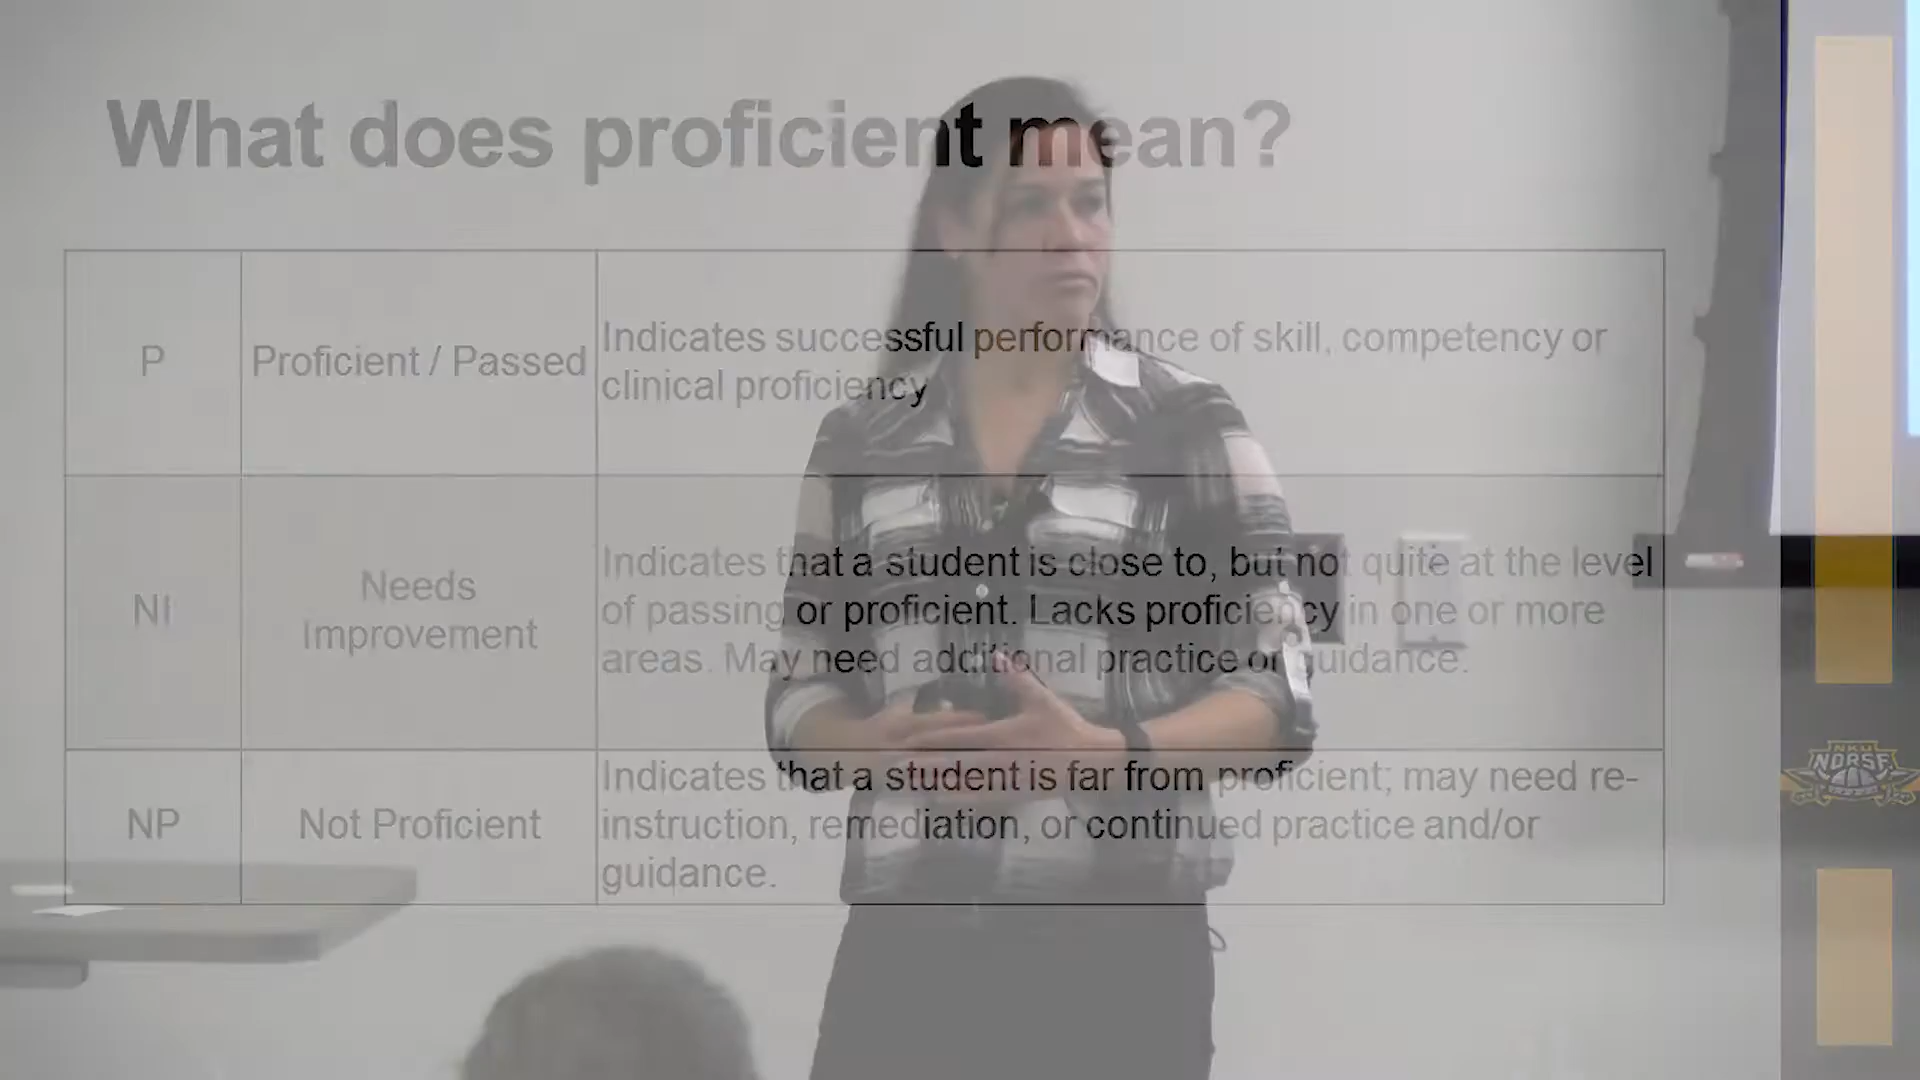 What does proficient mean?
P
Proficient / Passed
Indicates successful performance of skill, competency or
clinical proficiency
NI
Needs
Improvement
Indicates that a student is close to, but not quite at the level
of passing or proficient. Lacks proficiency in one or more
areas. May need additional practice or guidance.
NP
Not Proficient
Indicates that a student is far from proficient; may need re-
instruction, remediation, or continued practice and/or
guidance.
NKU
NORSE